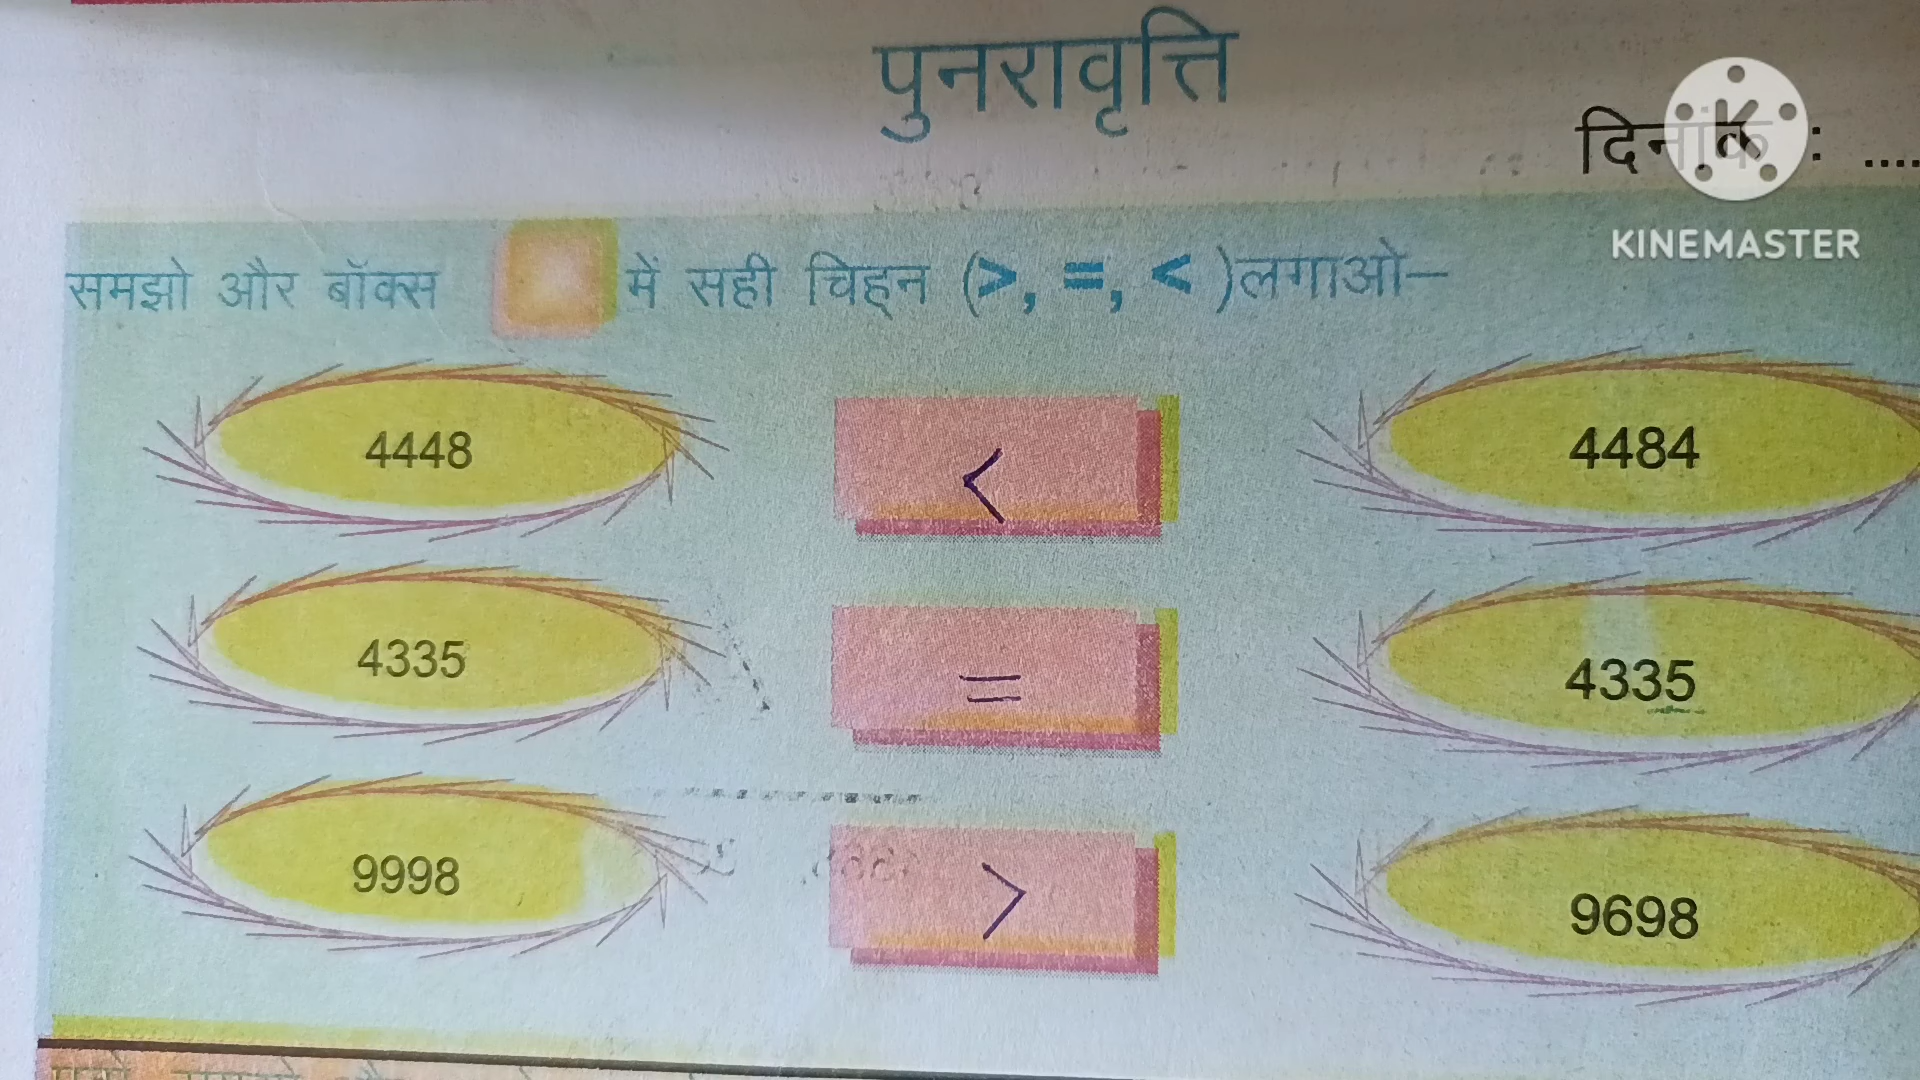 पुनरावृत्ति
दिनांक : ....
KINEMASTER
समझो और बॉक्स में सही चिह्न (>, =, < )लगाओ–
4448 < 4484
4335 = 4335
9998 > 9698